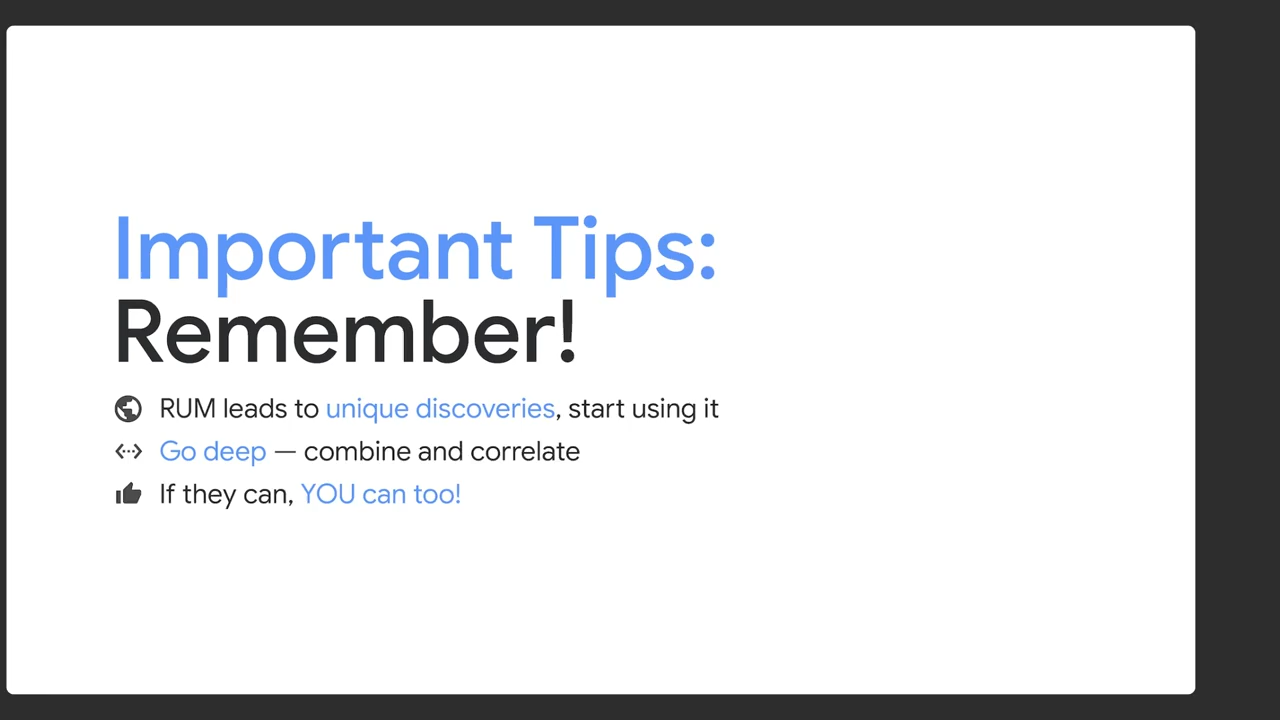 Important Tips:
Remember!
RUM leads to unique discoveries, start using it
Go deep — combine and correlate
If they can, YOU can too!